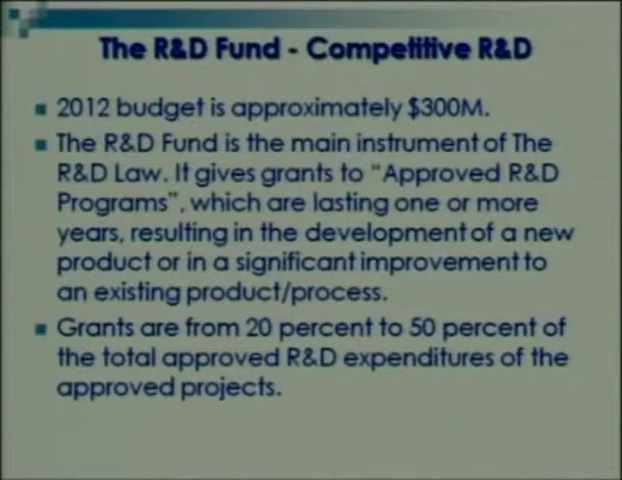 The R&D Fund - Competitive R&D
2012 budget is approximately $300M.
The R&D Fund is the main instrument of The
R&D Law. It gives grants to “Approved R&D
Programs”, which are lasting one or more
years, resulting in the development of a new
product or in a significant improvement to
an existing product/process.
Grants are from 20 percent to 50 percent of
the total approved R&D expenditures of the
approved projects.